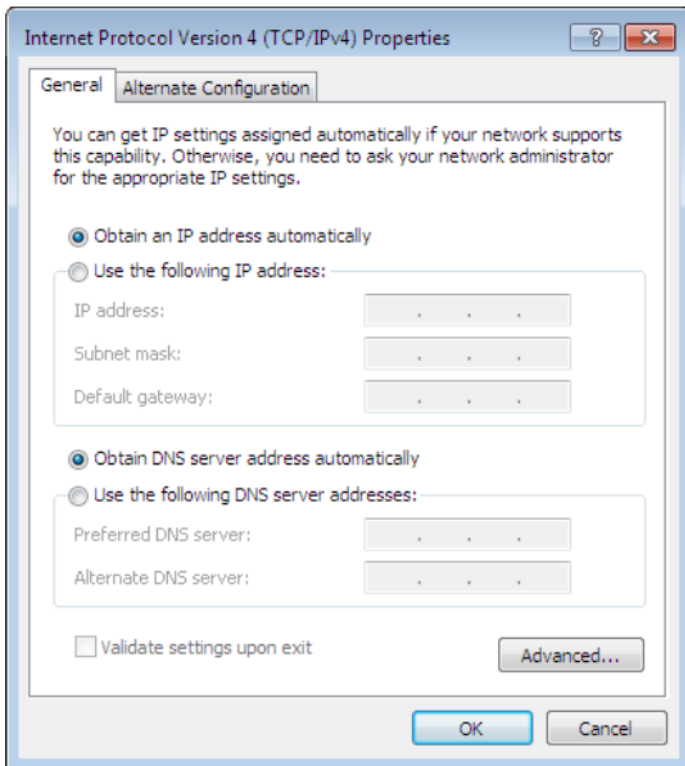 Internet Protocol Version 4 (TCP/IPv4) Properties
General
Alternate Configuration
You can get IP settings assigned automatically if your network supports
this capability. Otherwise, you need to ask your network administrator
for the appropriate IP settings.
Obtain an IP address automatically
Use the following IP address:
IP address:
. . .
Subnet mask:
. . .
Default gateway:
. . .
Obtain DNS server address automatically
Use the following DNS server addresses:
Preferred DNS server:
. . .
Alternate DNS server:
. . .
Validate settings upon exit
Advanced...
OK
Cancel